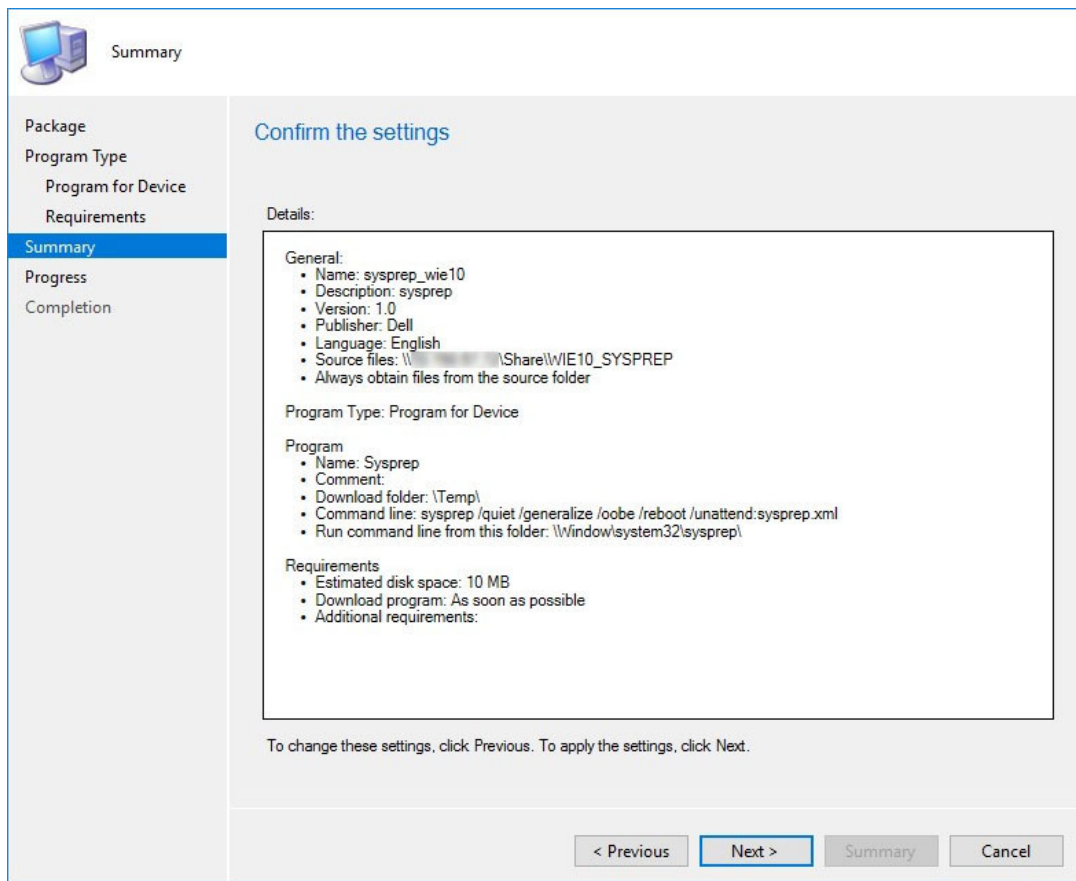 Summary
Package
Program Type
Program for Device
Requirements
Summary
Progress
Completion
Confirm the settings
Details:
General:
• Name: sysprep_wie10
• Description: sysprep
• Version: 1.0
• Publisher: Dell
• Language: English
• Source files: \\ \Share\WIE10_SYSPREP
• Always obtain files from the source folder
Program Type: Program for Device
Program
• Name: Sysprep
• Comment:
• Download folder: \Temp\
• Command line: sysprep /quiet /generalize /oobe /reboot /unattend:sysprep.xml
• Run command line from this folder: \\Window\system32\sysprep\
Requirements
• Estimated disk space: 10 MB
• Download program: As soon as possible
• Additional requirements:
To change these settings, click Previous. To apply the settings, click Next.
< Previous
Next >
Summary
Cancel